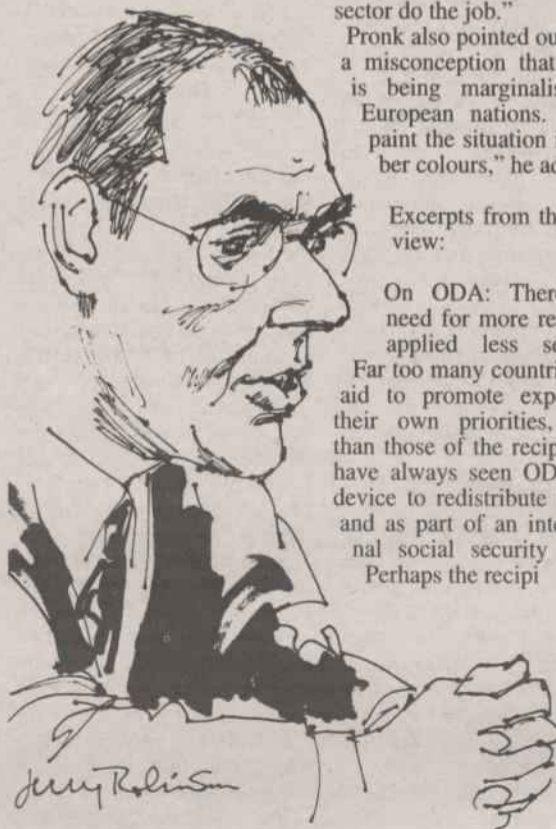 sector do the job."
Pronk also pointed ou
a misconception that
is being marginalis
European nations.
paint the situation
ber colours," he ac
Excerpts from th
view:
On ODA: There
need for more re
applied less se
Far too many countri
aid to promote exp
their own priorities,
than those of the recip
have always seen OD
device to redistribute
and as part of an inte
nal social security
Perhaps the recipi
Jerry Robinson